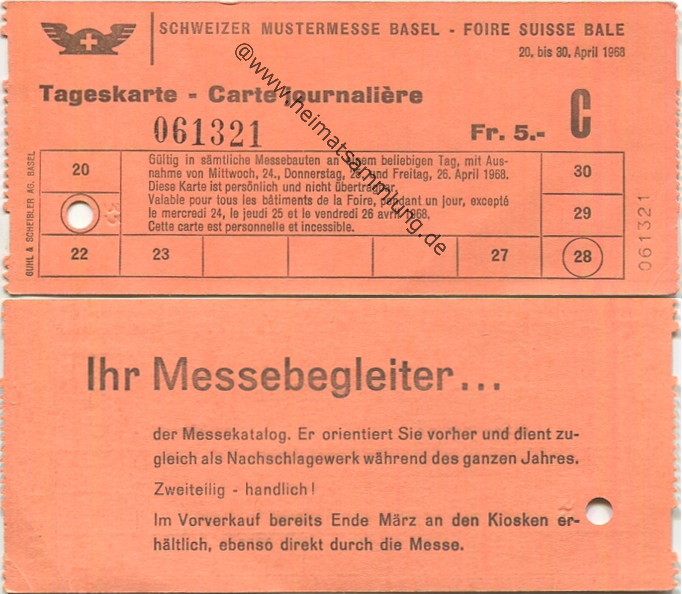 SCHWEIZER MUSTERMESSE BASEL - FOIRE SUISSE BALE
20. bis 30. April 1968
Tageskarte - Carte journalière
061321
Fr. 5.-
C
GUHL & SCHEIBLER AG. BASEL
20
22
23
Gültig in sämtliche Messebauten an einem beliebigen Tag, mit Aus-
nahme von Mittwoch, 24., Donnerstag, 25. und Freitag, 26. April 1968.
Diese Karte ist persönlich und nicht übertragbar.
Valable pour tous les bâtiments de la Foire, pendant un jour, excepté
le mercredi 24, le jeudi 25 et le vendredi 26 avril 1968.
Cette carte est personelle et incessible.
27
30
29
28
061321
@www.heimatsammlung.de
Ihr Messebegleiter...
der Messekatalog. Er orientiert Sie vorher und dient zu-
gleich als Nachschlagewerk während des ganzen Jahres.
Zweiteilig - handlich!
Im Vorverkauf bereits Ende März an den Kiosken er-
hältlich, ebenso direkt durch die Messe.